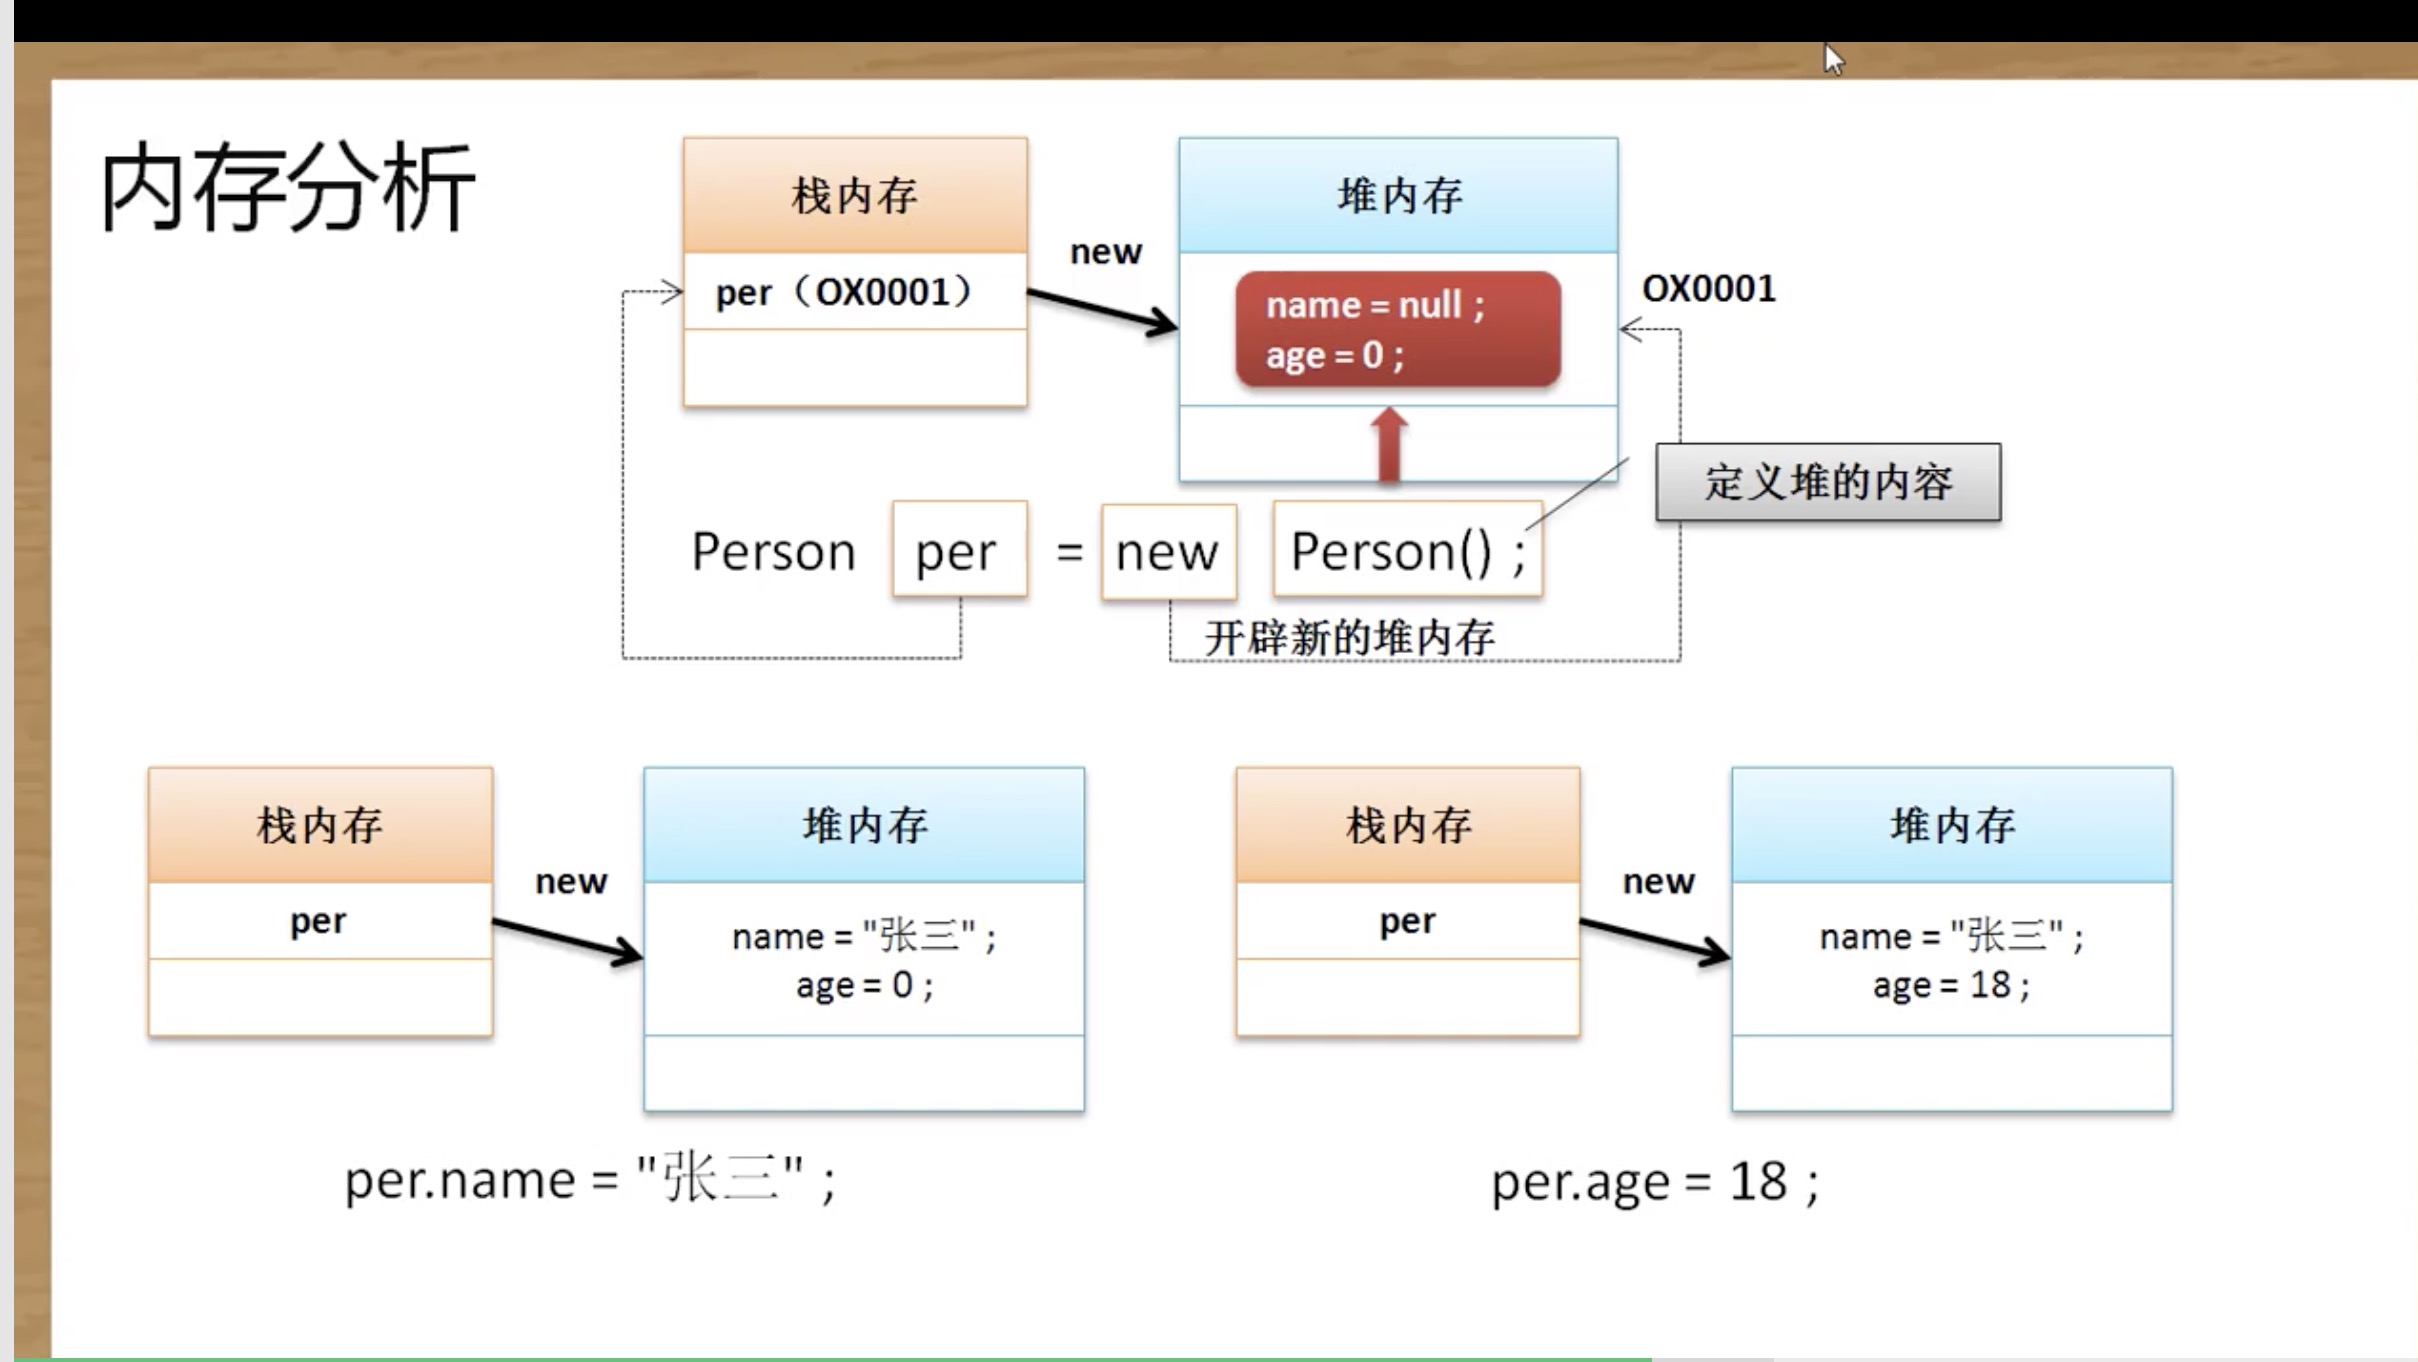 内存分析
栈内存
堆内存
new
per（OX0001）
name = null ;
age = 0 ;
OX0001
定义堆的内容
Person per = new Person() ;
开辟新的堆内存
栈内存
new
堆内存
per
name = "张三" ;
age = 0 ;
per.name = "张三" ;
栈内存
new
堆内存
per
name = "张三" ;
age = 18 ;
per.age = 18 ;